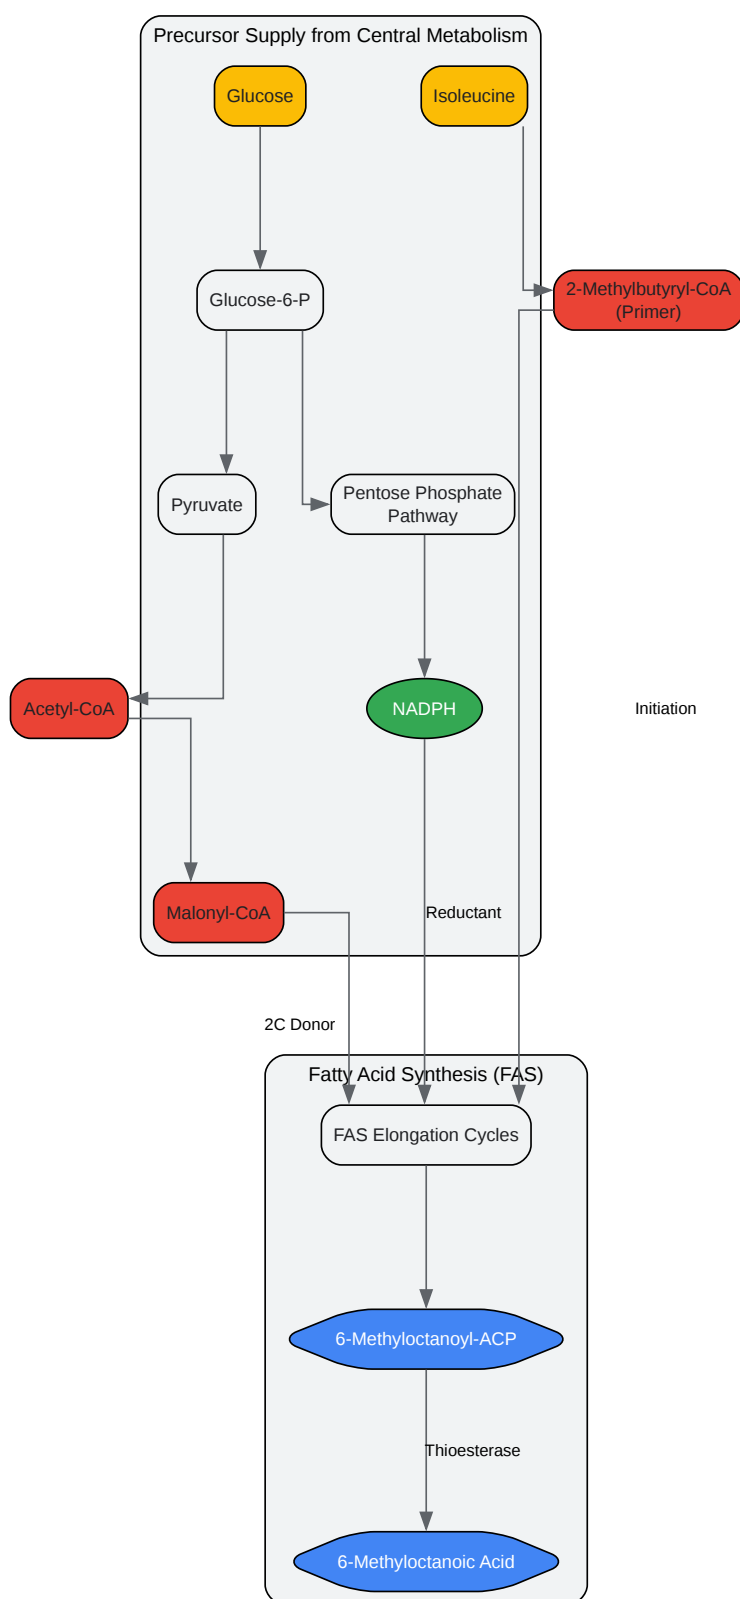 Precursor Supply from Central Metabolism
Glucose
Isoleucine
Glucose-6-P
2-Methylbutyryl-CoA
(Primer)
Pyruvate
Pentose Phosphate
Pathway
Acetyl-CoA
NADPH
Initiation
Malonyl-CoA
Reductant
2C Donor
Fatty Acid Synthesis (FAS)
FAS Elongation Cycles
6-Methyloctanoyl-ACP
Thioesterase
6-Methyloctanoic Acid